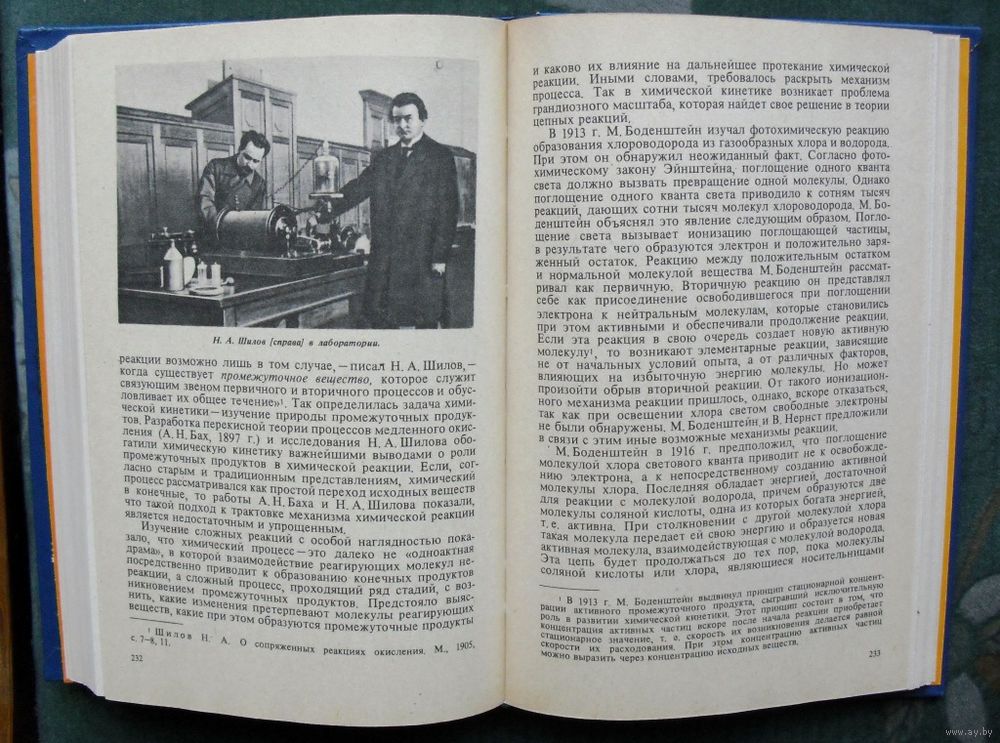 Н. А. Шилов [справа] в лаборатории.
реакции возможно лишь в том случае,—писал Н. А. Шилов,—
когда существует промежуточное вещество, которое служит
связующим звеном первичного и вторичного процессов и обус-
ловливает их общее течение»¹. Так определилась задача хими-
ческой кинетики—изучение природы промежуточных продук-
тов. Разработка перекисной теории процессов медленного окис-
ления (А. Н. Бах, 1897 г.) и исследования Н. А. Шилова обо-
гатили химическую кинетику важнейшими выводами о роли
промежуточных продуктов в химической реакции. Если, сог-
ласно старым и традиционным представлениям, химический
процесс рассматривался как простой переход исходных веществ
в конечные, то работы А. Н. Баха и Н. А. Шилова показали,
что такой подход к трактовке механизма химической реакции
является недостаточным и упрощенным.
Изучение сложных реакций с особой наглядностью пока-
зало, что химический процесс—это далеко не «одноактная
драма», в которой взаимодействие реагирующих молекул не-
посредственно приводит к образованию конечных продуктов
реакции, а сложный процесс, проходящий ряд стадий, с воз-
никновением промежуточных продуктов. Предстояло выяс-
нить, какие изменения претерпевают молекулы реагирующих
веществ, какие при этом образуются промежуточные продукты
¹ Шилов Н. А. О сопряженных реакциях окисления. М., 1905,
с. 7–8, 11.
232
и каково их влияние на дальнейшее протекание химической
реакции. Иными словами, требовалось раскрыть механизм
процесса. Так в химической кинетике возникает проблема
грандиозного масштаба, которая найдет свое решение в теории
цепных реакций.
В 1913 г. М. Боденштейн изучал фотохимическую реакцию
образования хлороводорода из газообразных хлора и водорода.
При этом он обнаружил неожиданный факт. Согласно фото-
химическому закону Эйнштейна, поглощение одного кванта
света должно вызвать превращение одной молекулы. Однако
поглощение одного кванта света приводило к сотням тысяч
реакций, дающих сотни тысяч молекул хлороводорода. М. Бо-
денштейн объяснял это явление следующим образом. Погло-
щение света вызывает ионизацию поглощающей частицы,
в результате чего образуются электрон и положительно заря-
женный остаток. Реакцию между положительным остатком
и нормальной молекулой вещества М. Боденштейн рассмат-
ривал как первичную. Вторичную реакцию он представлял
себе как присоединение освободившегося при поглощении
электрона к нейтральным молекулам, которые становились
при этом активными и обеспечивали продолжение реакции.
Если эта реакция в свою очередь создает новую активную
молекулу¹, то возникают элементарные реакции, зависящие
не от начальных условий опыта, а от различных факторов,
влияющих на избыточную энергию молекулы. Но может
произойти обрыв вторичной реакции. От такого ионизацион-
ного механизма реакции пришлось, однако, вскоре отказаться,
так как при освещении хлора светом свободные электроны
не были обнаружены. М. Боденштейн и В. Нернст предложили
в связи с этим иные возможные механизмы реакции.
М. Боденштейн в 1916 г. предположил, что поглощение
молекулой хлора светового кванта приводит не к освобожде-
нию электрона, а к непосредственному созданию активной
молекулы хлора. Последняя обладает энергией, достаточной
для реакции с молекулой водорода, причем образуются две
молекулы соляной кислоты, одна из которых богата энергией,
т. е. активна. При столкновении с другой молекулой хлора
такая молекула передает ей свою энергию и образуется новая
активная молекула, взаимодействующая с молекулой водорода.
Эта цепь будет продолжаться до тех пор, пока молекулы
соляной кислоты или хлора, являющиеся носительницами
¹ В 1913 г. М. Боденштейн выдвинул принцип стационарной концент-
рации активного промежуточного продукта, сыгравший исключительную
роль в развитии химической кинетики. Этот принцип состоит в том, что
концентрация активных частиц вскоре после начала реакции приобретает
стационарное значение, т. е. скорость их возникновения делается равной
скорости их расходования. При этом концентрацию активных частиц
можно выразить через концентрацию исходных веществ.
233
www.ay.by